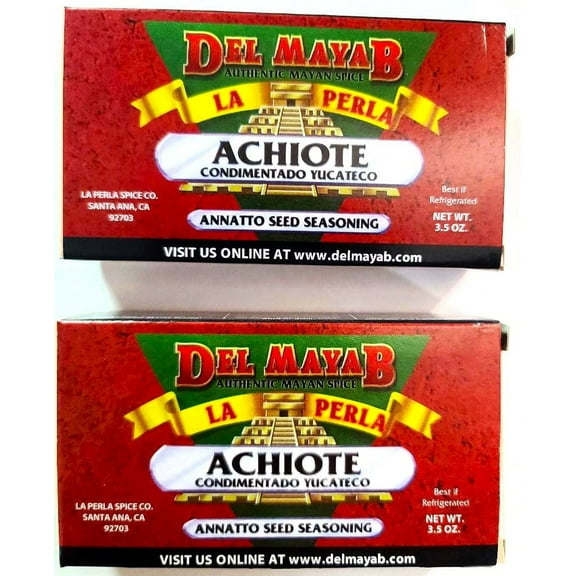 DEL MAYAB
AUTHENTIC MAYAN SPICE
LA PERLA
ACHIOTE
CONDIMENTADO YUCATECO
LA PERLA SPICE CO.
SANTA ANA, CA
92703
Best if
Refrigerated
NET WT.
3.5 OZ.
ANNATTO SEED SEASONING
VISIT US ONLINE AT www.delmayab.com
DEL MAYAB
AUTHENTIC MAYAN SPICE
LA PERLA
ACHIOTE
CONDIMENTADO YUCATECO
LA PERLA SPICE CO.
SANTA ANA, CA
92703
Best if
Refrigerated
NET WT.
3.5 OZ.
ANNATTO SEED SEASONING
VISIT US ONLINE AT www.delmayab.com